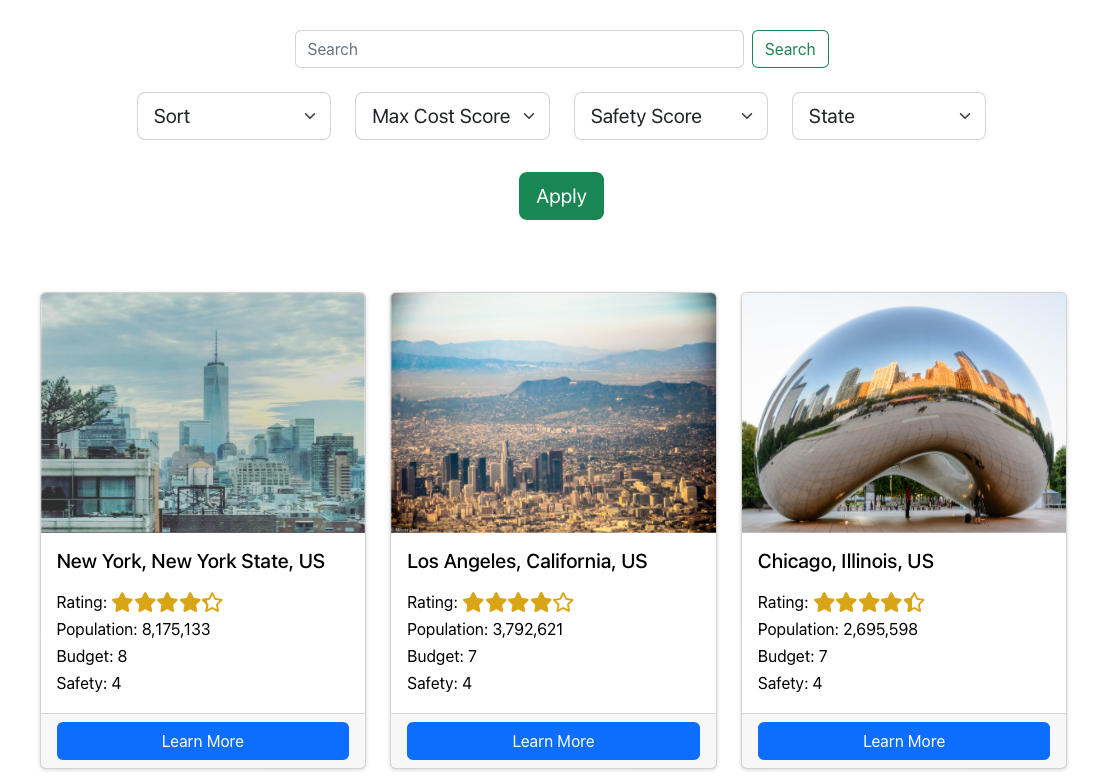 Search Search
Sort Max Cost Score Safety Score State
Apply
New York, New York State, US
Rating:
Population: 8,175,133
Budget: 8
Safety: 4
Learn More
Los Angeles, California, US
Rating:
Population: 3,792,621
Budget: 7
Safety: 4
Learn More
Chicago, Illinois, US
Rating:
Population: 2,695,598
Budget: 7
Safety: 4
Learn More